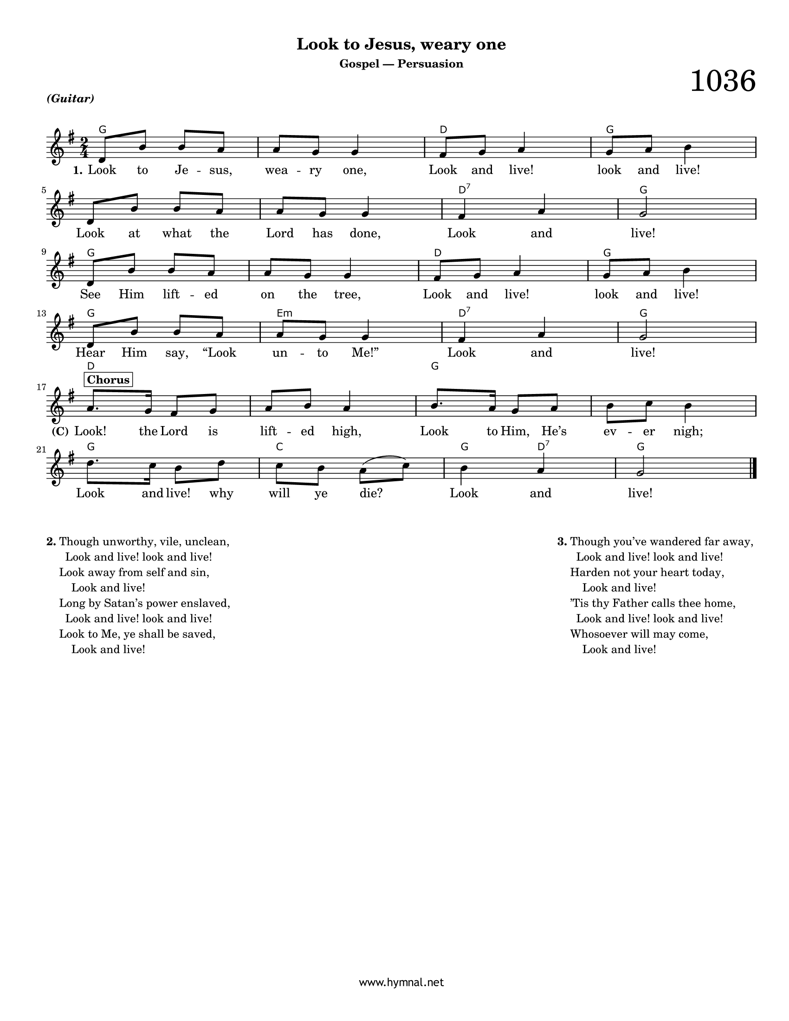 Look to Jesus, weary one
Gospel — Persuasion
1036
(Guitar)
G D G
1. Look to Je - sus, wea - ry one, Look and live! look and live!
5 D7 G
Look at what the Lord has done, Look and live!
9 G D G
See Him lift - ed on the tree, Look and live! look and live!
13 G Em D7 G
Hear Him say, “Look un - to Me!” Look and live!
D G
Chorus
17
(C) Look! the Lord is lift - ed high, Look to Him, He’s ev - er nigh;
21 G C G D7 G
Look and live! why will ye die? Look and live!
2. Though unworthy, vile, unclean,
Look and live! look and live!
Look away from self and sin,
Look and live!
Long by Satan’s power enslaved,
Look and live! look and live!
Look to Me, ye shall be saved,
Look and live!
3. Though you’ve wandered far away,
Look and live! look and live!
Harden not your heart today,
Look and live!
’Tis thy Father calls thee home,
Look and live! look and live!
Whosoever will may come,
Look and live!
www.hymnal.net